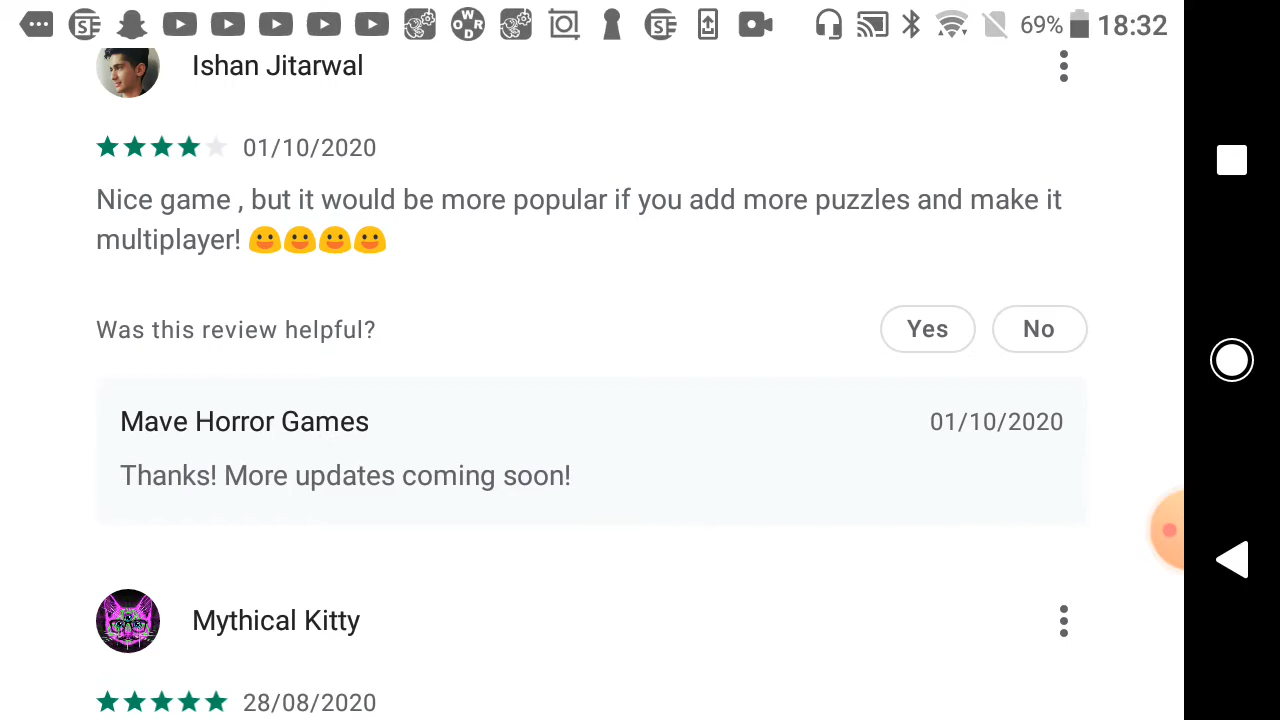 69% 18:32
Ishan Jitarwal
01/10/2020
Nice game , but it would be more popular if you add more puzzles and make it
multiplayer! 😃😃😃😃
Was this review helpful? Yes No
Mave Horror Games 01/10/2020
Thanks! More updates coming soon!
Mythical Kitty
28/08/2020